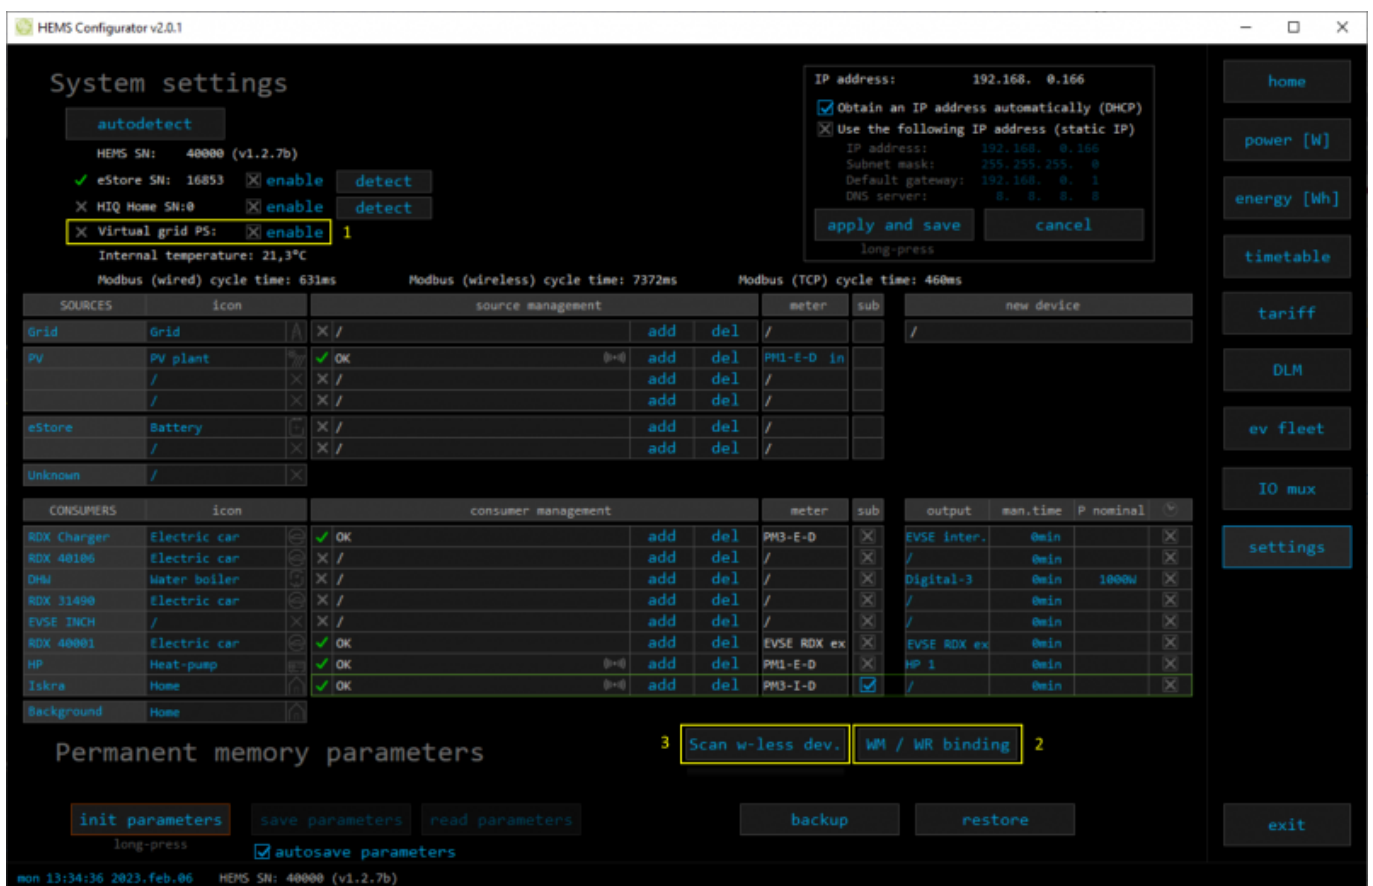 HEMS Configurator v2.0.1
System settings
autodetect
HEMS SN: 40000 (v1.2.7b)
eStore SN: 16853 enable detect
HIQ Home SN:0 enable detect
Virtual grid PS: enable 1
Internal temperature: 21,3°C
Modbus (wired) cycle time: 631ms Modbus (wireless) cycle time: 7372ms Modbus (TCP) cycle time: 460ms
IP address: 192.168. 0.166
Obtain an IP address automatically (DHCP)
Use the following IP address (static IP)
IP address: 192.168. 0.166
Subnet mask: 255.255.255. 0
Default gateway: 192.168. 0. 1
DNS server: 8. 8. 8. 8
apply and save cancel
long-press
SOURCES icon source management meter sub new device
Grid Grid / add del / /
PV PV plant OK add del PM1-E-D in
/ / add del /
/ / add del /
eStore Battery / add del /
/ / add del /
Unknown /
CONSUMERS icon consumer management meter sub output man.time P nominal
RDX Charger Electric car OK add del PM3-E-D EVSE inter. 0min
RDX 40106 Electric car / add del / / 0min
DHW Water boiler / add del / Digital-3 0min 1000W
RDX 31490 Electric car / add del / / 0min
EVSE INCH / / add del / / 0min
RDX 40001 Electric car OK add del EVSE RDX ex EVSE RDX ex 0min
HP Heat-pump OK add del PM1-E-D HP 1 0min
Iskra Home OK add del PM3-I-D / 0min
Background Home
3 Scan w-less dev. WM / WR binding 2
Permanent memory parameters
init parameters save parameters read parameters backup restore
long-press
autosave parameters
mon 13:34:36 2023.feb.06 HEMS SN: 40000 (v1.2.7b)
home
power [W]
energy [Wh]
timetable
tariff
DLM
ev fleet
IO mux
settings
exit